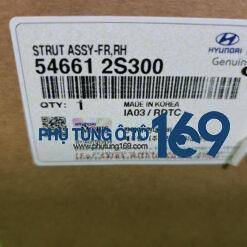 STRUT ASSY-FR,RH
HYUNDAI
54661 2S300
Genuin
QTY: 1
MADE IN KOREA
IA03 / RDTC
PHỤ TÙNG Ô TÔ 169
www.phutung169.com